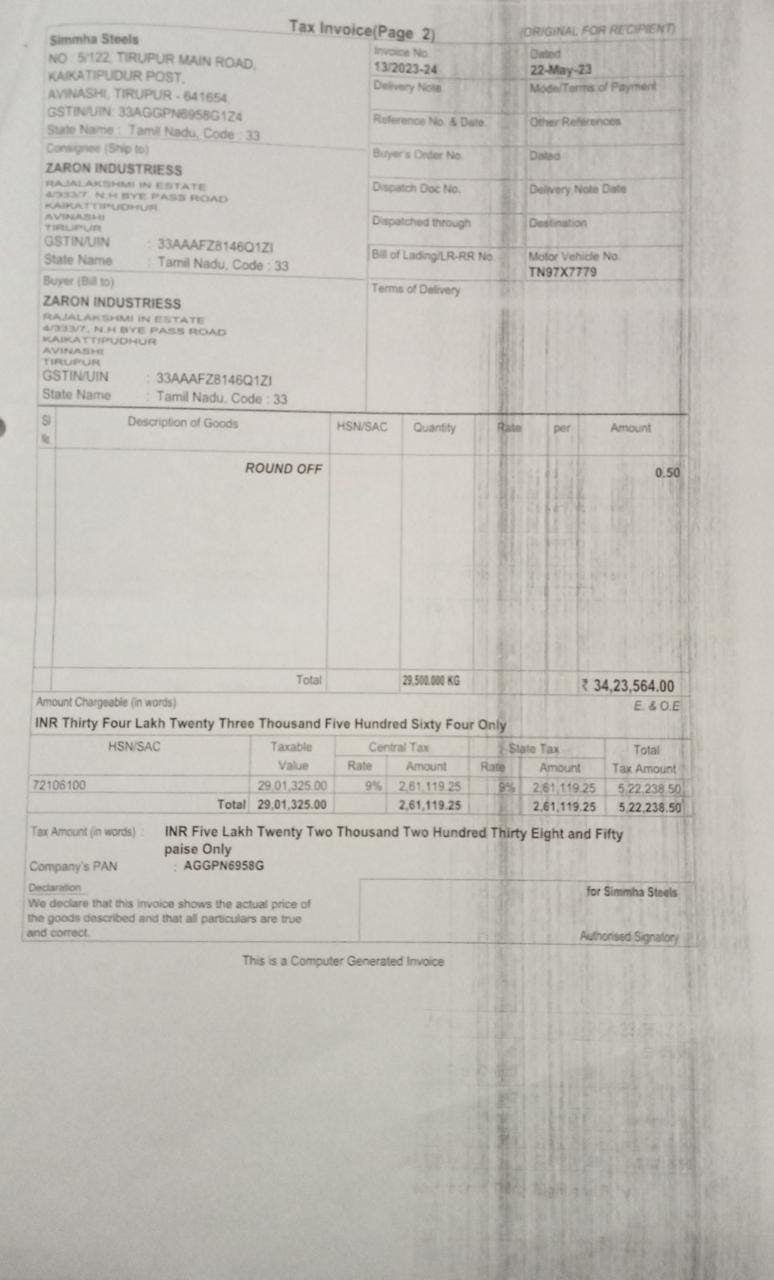 Tax Invoice(Page 2)
(ORIGINAL FOR RECIPIENT)
Simmha Steels
NO : 5/122, TIRUPUR MAIN ROAD,
KAIKATIPUDUR POST,
AVINASHI, TIRUPUR - 641654,
GSTIN/UIN: 33AGGPN6958G1Z4
State Name : Tamil Nadu, Code : 33
Invoice No.
13/2023-24
Dated
22-May-23
Delivery Note
Mode/Terms of Payment
Reference No. & Date.
Other References
Consignee (Ship to)
ZARON INDUSTRIESS
RAJALAKSHMI IN ESTATE
4/333/7, N.H BYE PASS ROAD
KAIKATTIPUDHUR
AVINASHI
TIRUPUR
GSTIN/UIN : 33AAAFZ8146Q1ZI
State Name : Tamil Nadu, Code : 33
Buyer's Order No.
Dated
Dispatch Doc No.
Delivery Note Date
Dispatched through
Destination
Bill of Lading/LR-RR No.
Motor Vehicle No.
TN97X7779
Buyer (Bill to)
ZARON INDUSTRIESS
RAJALAKSHMI IN ESTATE
4/333/7, N.H BYE PASS ROAD
KAIKATTIPUDHUR
AVINASHI
TIRUPUR
GSTIN/UIN : 33AAAFZ8146Q1ZI
State Name : Tamil Nadu, Code : 33
Terms of Delivery
Sl No. Description of Goods HSN/SAC Quantity Rate per Amount
ROUND OFF 0.50
Total 29,500.000 KG ₹ 34,23,564.00
Amount Chargeable (in words) E. & O.E
INR Thirty Four Lakh Twenty Three Thousand Five Hundred Sixty Four Only
HSN/SAC Taxable Central Tax State Tax Total
Value Rate Amount Rate Amount Tax Amount
72106100 29,01,325.00 9% 2,61,119.25 9% 2,61,119.25 5,22,238.50
Total 29,01,325.00 2,61,119.25 2,61,119.25 5,22,238.50
Tax Amount (in words) : INR Five Lakh Twenty Two Thousand Two Hundred Thirty Eight and Fifty
paise Only
Company's PAN : AGGPN6958G
Declaration
We declare that this invoice shows the actual price of
the goods described and that all particulars are true
and correct.
for Simmha Steels
Authorised Signatory
This is a Computer Generated Invoice